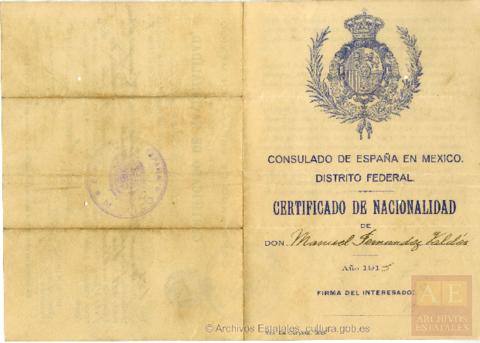 CONSULADO DE ESPAÑA EN MEXICO.
DISTRITO FEDERAL.
CERTIFICADO DE NACIONALIDAD
DE
DON. Manuel Fernandez Valdés
Año 1915
FIRMA DEL INTERESADO:
AE
ARCHIVOS
ESTATALES
© Archivos Estatales, cultura.gob.es